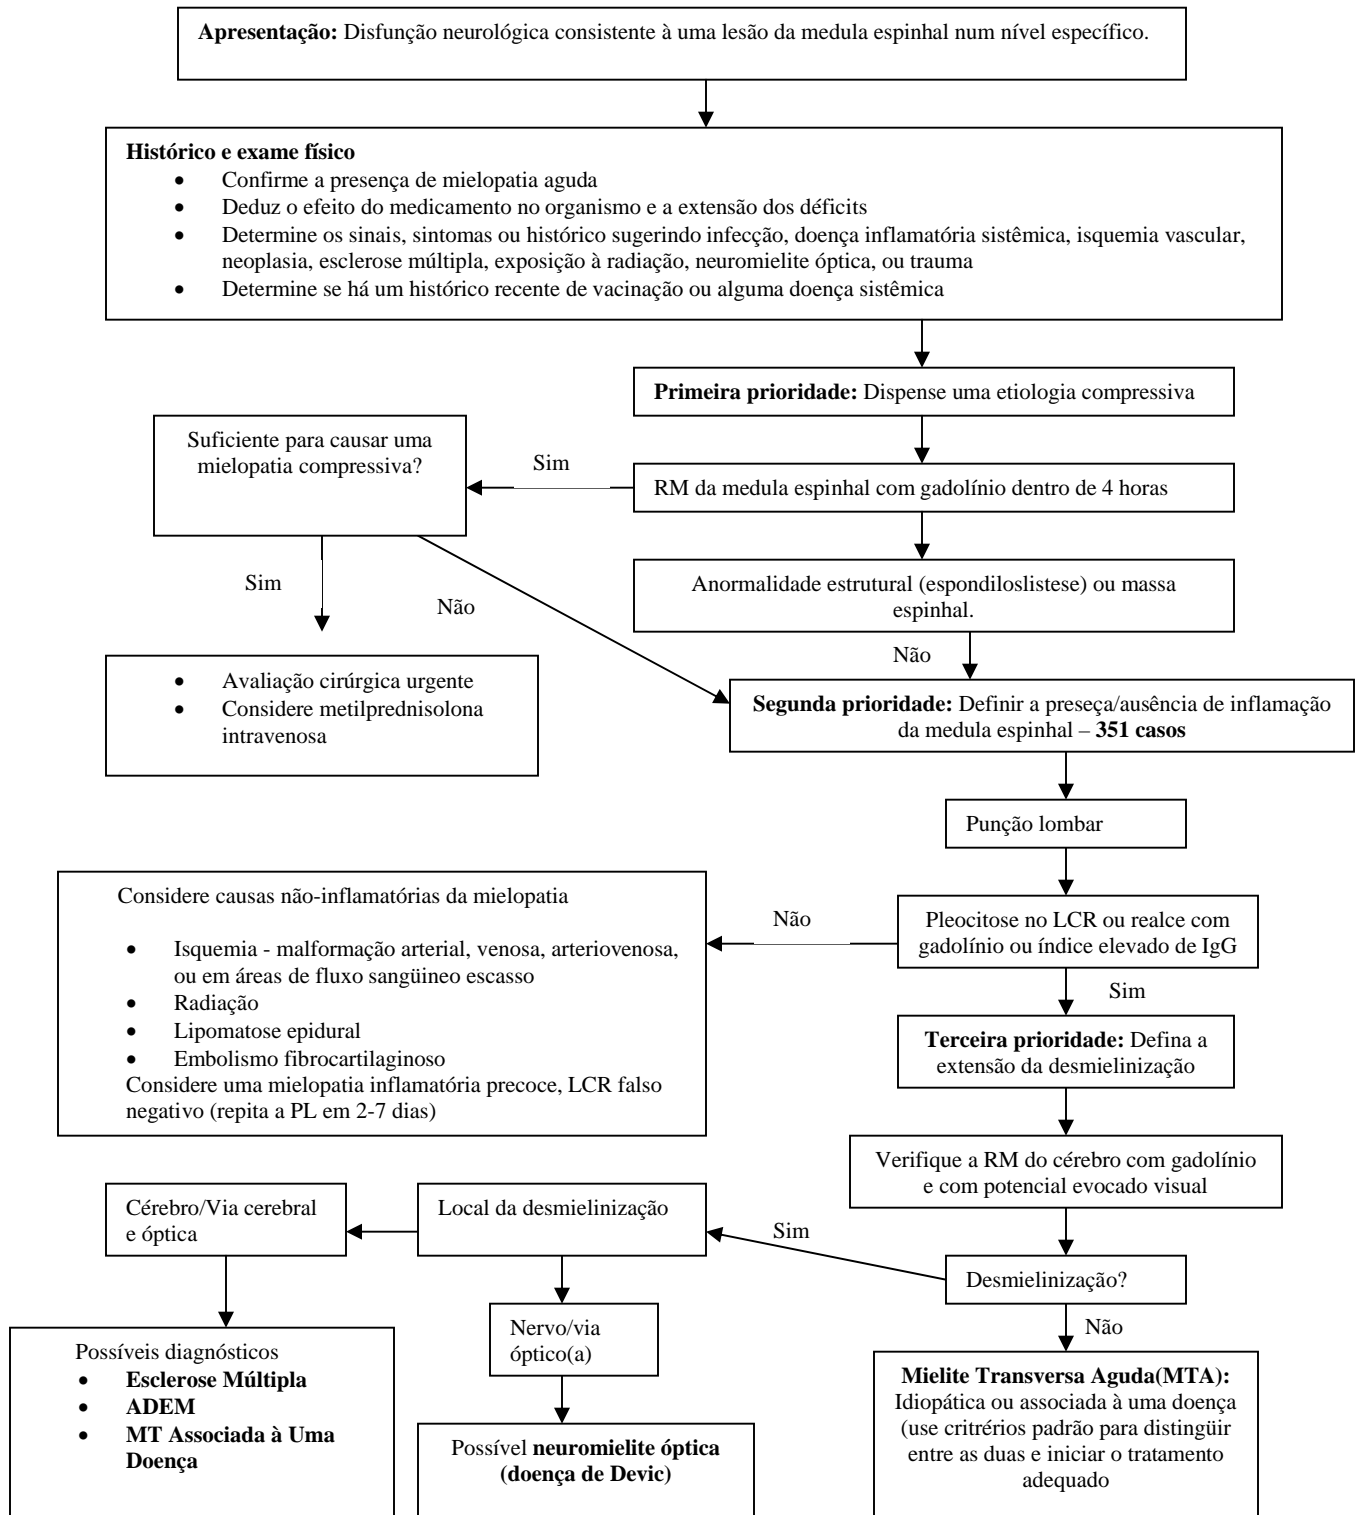 Apresentação: Disfunção neurológica consistente à uma lesão da medula espinhal num nível específico.
Histórico e exame físico
• Confirme a presença de mielopatia aguda
• Deduz o efeito do medicamento no organismo e a extensão dos déficits
• Determine os sinais, sintomas ou histórico sugerindo infecção, doença inflamatória sistêmica, isquemia vascular,
neoplasia, esclerose múltipla, exposição à radiação, neuromielite óptica, ou trauma
• Determine se há um histórico recente de vacinação ou alguma doença sistêmica
Primeira prioridade: Dispense uma etiologia compressiva
Suficiente para causar uma
mielopatia compressiva?
Sim
RM da medula espinhal com gadolínio dentro de 4 horas
Sim
Não
Anormalidade estrutural (espondiloslistese) ou massa
espinhal.
Não
• Avaliação cirúrgica urgente
• Considere metilprednisolona
intravenosa
Segunda prioridade: Definir a preseça/ausência de inflamação
da medula espinhal – 351 casos
Punção lombar
Considere causas não-inflamatórias da mielopatia
• Isquemia - malformação arterial, venosa, arteriovenosa,
ou em áreas de fluxo sangüineo escasso
• Radiação
• Lipomatose epidural
• Embolismo fibrocartilaginoso
Considere uma mielopatia inflamatória precoce, LCR falso
negativo (repita a PL em 2-7 dias)
Não
Pleocitose no LCR ou realce com
gadolínio ou índice elevado de IgG
Sim
Terceira prioridade: Defina a
extensão da desmielinização
Verifique a RM do cérebro com gadolínio
e com potencial evocado visual
Cérebro/Via cerebral
e óptica
Local da desmielinização
Sim
Desmielinização?
Não
Nervo/via
óptico(a)
Possíveis diagnósticos
• Esclerose Múltipla
• ADEM
• MT Associada à Uma
Doença
Possível neuromielite óptica
(doença de Devic)
Mielite Transversa Aguda(MTA):
Idiopática ou associada à uma doença
(use critrérios padrão para distingüir
entre as duas e iniciar o tratamento
adequado